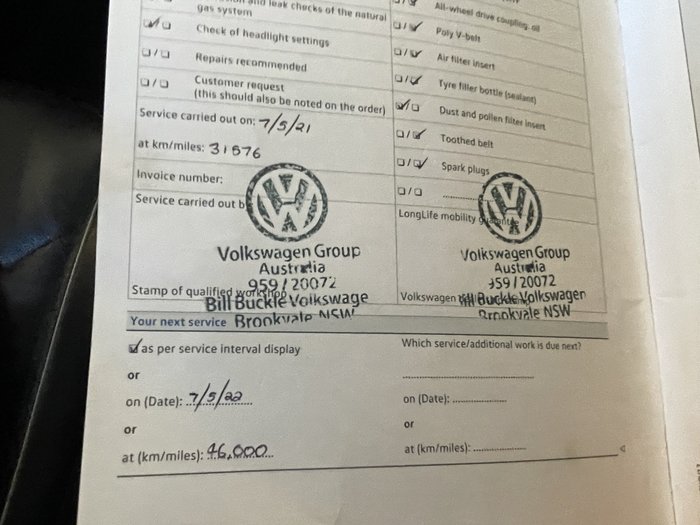 and leak checks of the natural
gas system
Check of headlight settings
Repairs recommended
Customer request
(this should also be noted on the order)
Service carried out on: 7/5/21
at km/miles: 31576
Invoice number:
Service carried out b
Volkswagen Group
Australia
959/20072
Stamp of qualified workshop
Bill Buckle Volkswage
Brookvale NSW
All-wheel drive coupling oil
Poly V-belt
Air filter insert
Tyre filler bottle (sealant)
Dust and pollen filter insert
Toothed belt
Spark plugs
LongLife mobility guarantee
Volkswagen Group
Australia
959/20072
Volkswagen
Bill Buckle Volkswagen
Brookvale NSW
Your next service
as per service interval display
or
on (Date): 7/5/22
or
at (km/miles): 46,000
Which service/additional work is due next?
on (Date):
or
at (km/miles):